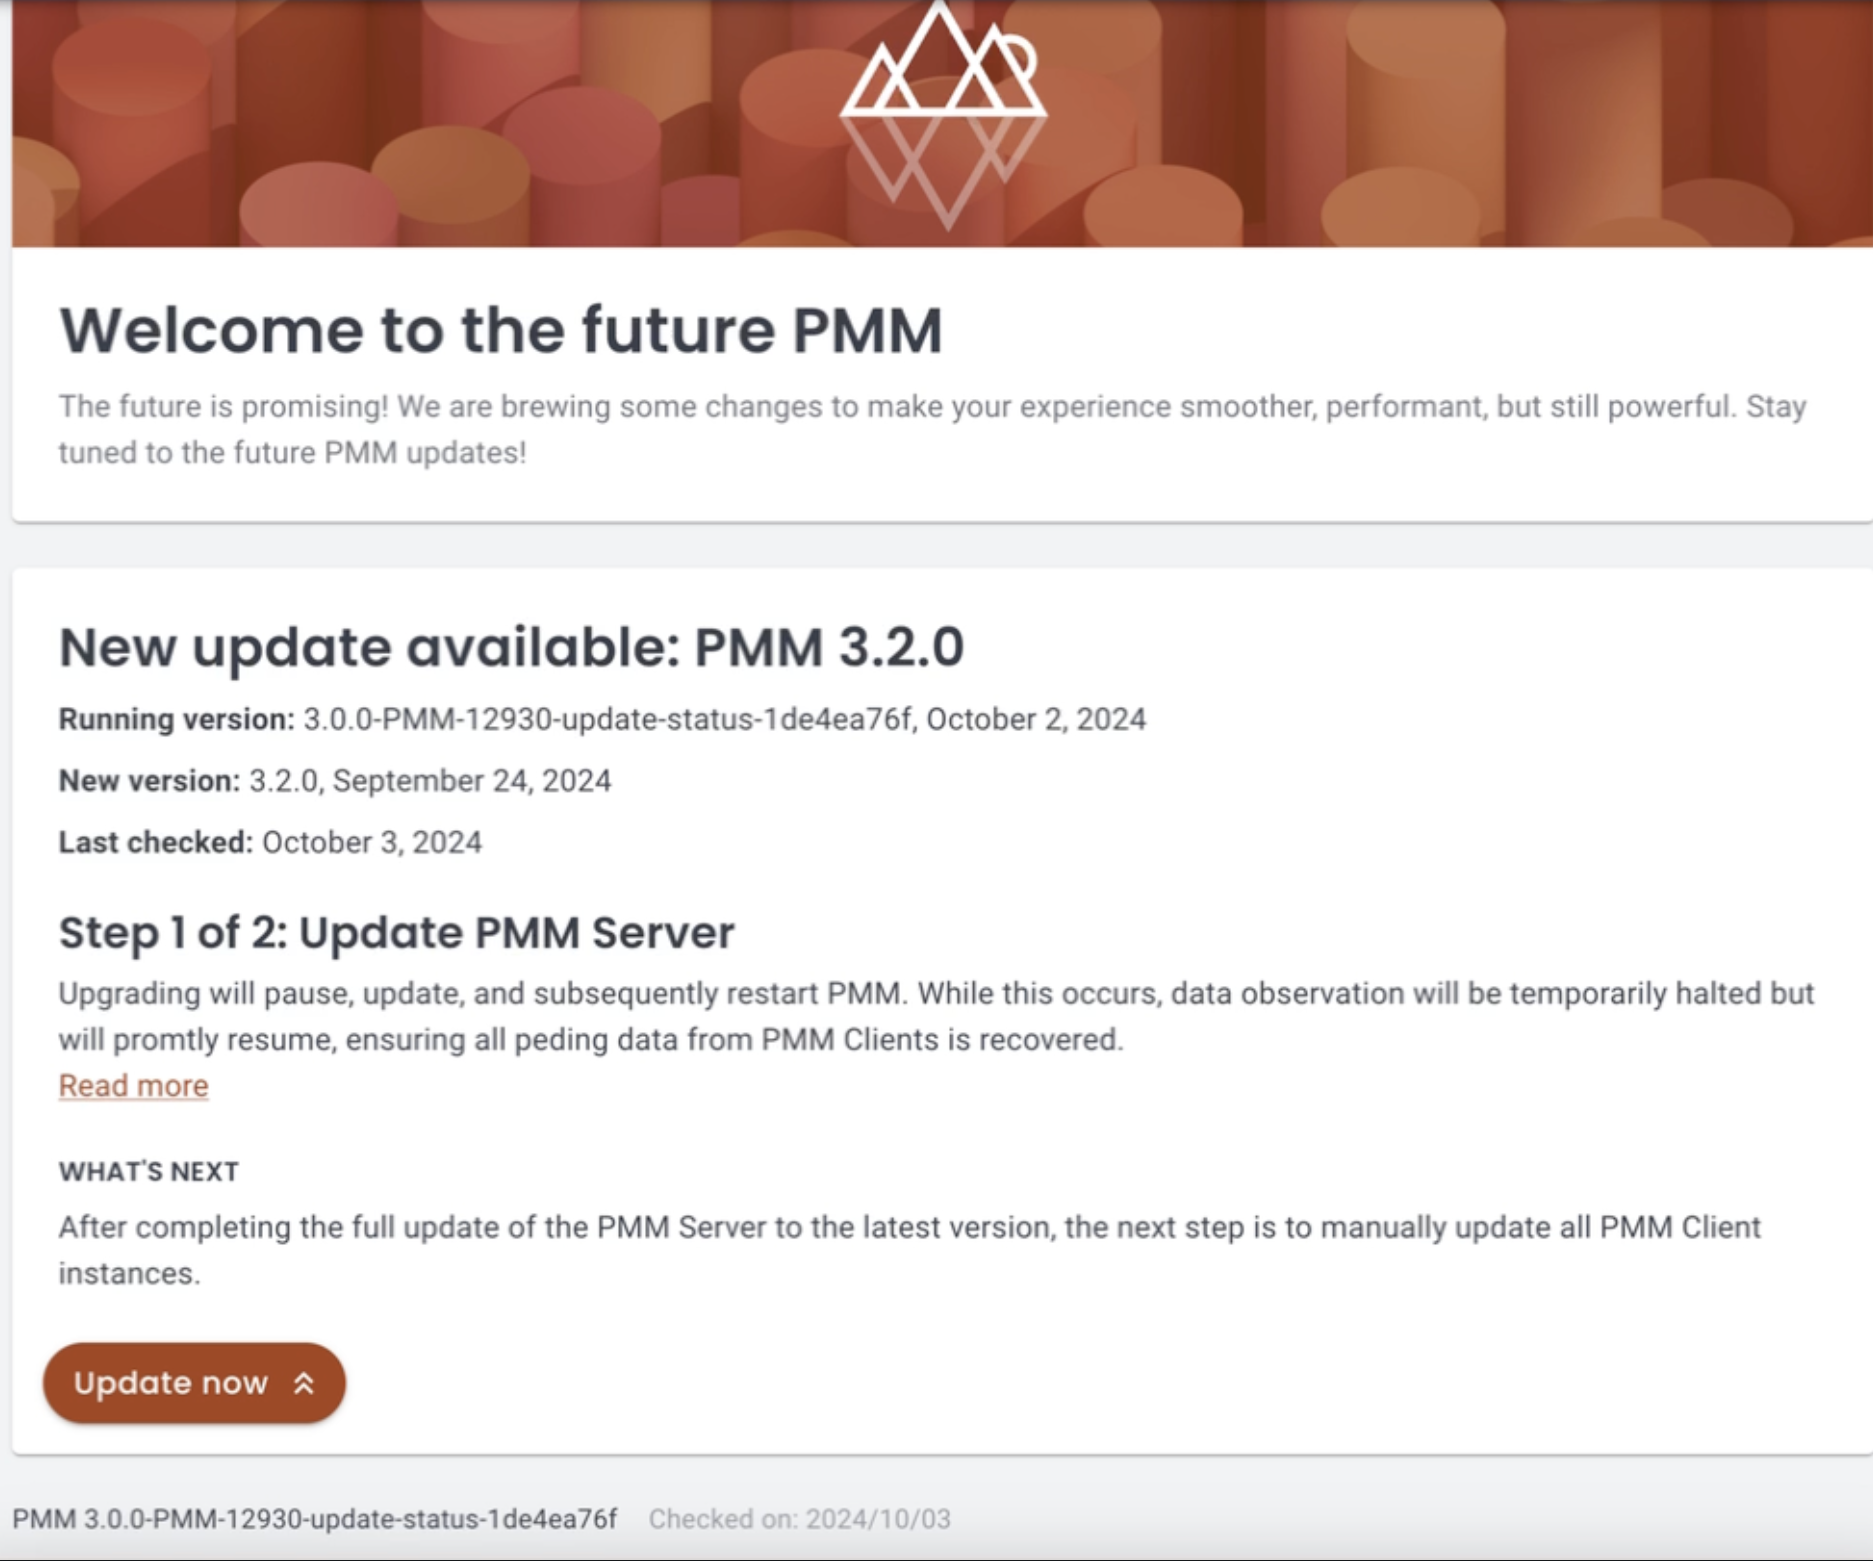 Welcome to the future PMM
The future is promising! We are brewing some changes to make your experience smoother, performant, but still powerful. Stay
tuned to the future PMM updates!
New update available: PMM 3.2.0
Running version: 3.0.0-PMM-12930-update-status-1de4ea76f, October 2, 2024
New version: 3.2.0, September 24, 2024
Last checked: October 3, 2024
Step 1 of 2: Update PMM Server
Upgrading will pause, update, and subsequently restart PMM. While this occurs, data observation will be temporarily halted but
will promtly resume, ensuring all peding data from PMM Clients is recovered.
Read more
WHAT'S NEXT
After completing the full update of the PMM Server to the latest version, the next step is to manually update all PMM Client
instances.
Update now
PMM 3.0.0-PMM-12930-update-status-1de4ea76f Checked on: 2024/10/03